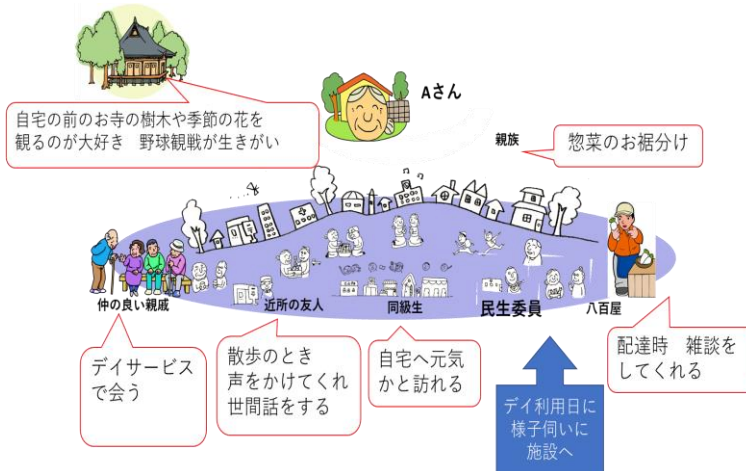 Aさん
自宅の前のお寺の樹木や季節の花を
観るのが大好き 野球観戦が生きがい
親族
惣菜のお裾分け
仲の良い親戚
近所の友人
同級生
民生委員
八百屋
デイサービス
で会う
散歩のとき
声をかけてくれ
世間話をする
自宅へ元気
かと訪れる
デイ利用日に
様子伺いに
施設へ
配達時 雑談を
してくれる